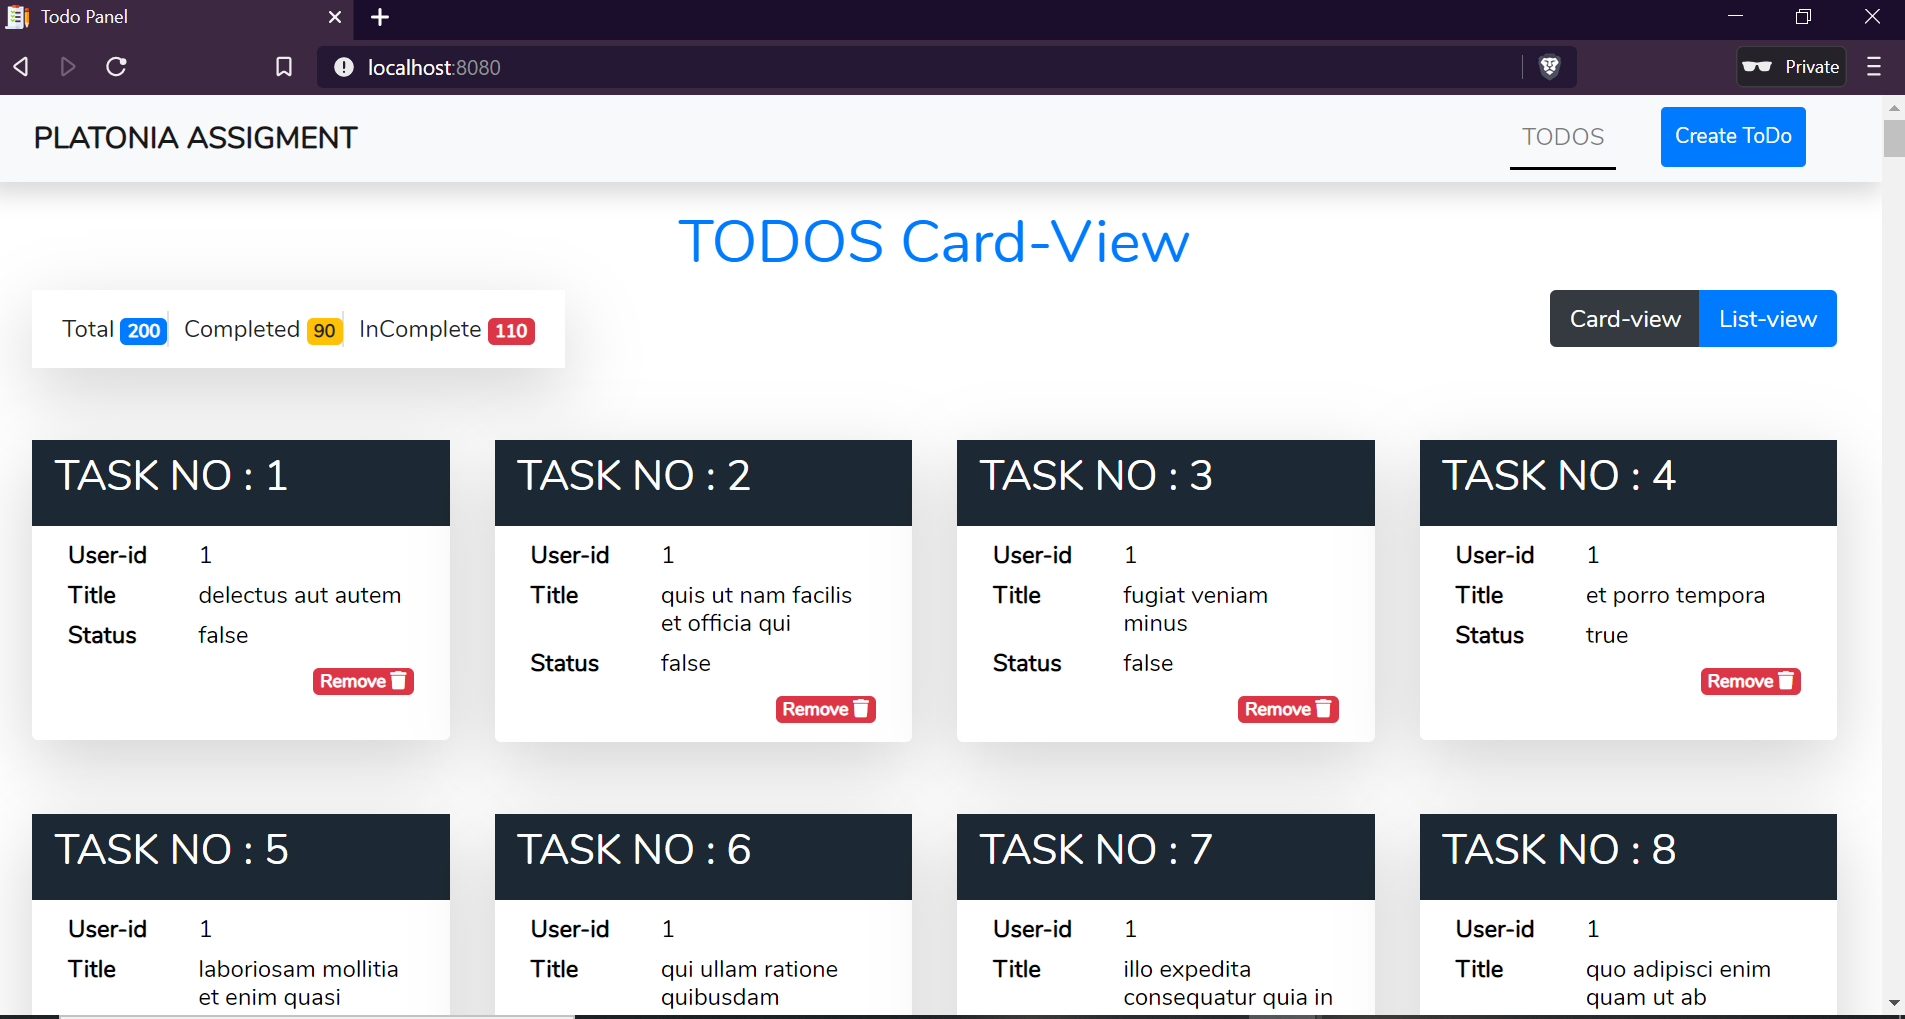 Todo Panel
localhost:8080
Private
PLATONIA ASSIGMENT
TODOS
Create ToDo
TODOS Card-View
Total 200 Completed 90 InComplete 110
Card-view List-view
TASK NO : 1
User-id 1
Title delectus aut autem
Status false
Remove
TASK NO : 2
User-id 1
Title quis ut nam facilis
et officia qui
Status false
Remove
TASK NO : 3
User-id 1
Title fugiat veniam
minus
Status false
Remove
TASK NO : 4
User-id 1
Title et porro tempora
Status true
Remove
TASK NO : 5
User-id 1
Title laboriosam mollitia
et enim quasi
TASK NO : 6
User-id 1
Title qui ullam ratione
quibusdam
TASK NO : 7
User-id 1
Title illo expedita
consequatur quia in
TASK NO : 8
User-id 1
Title quo adipisci enim
quam ut ab